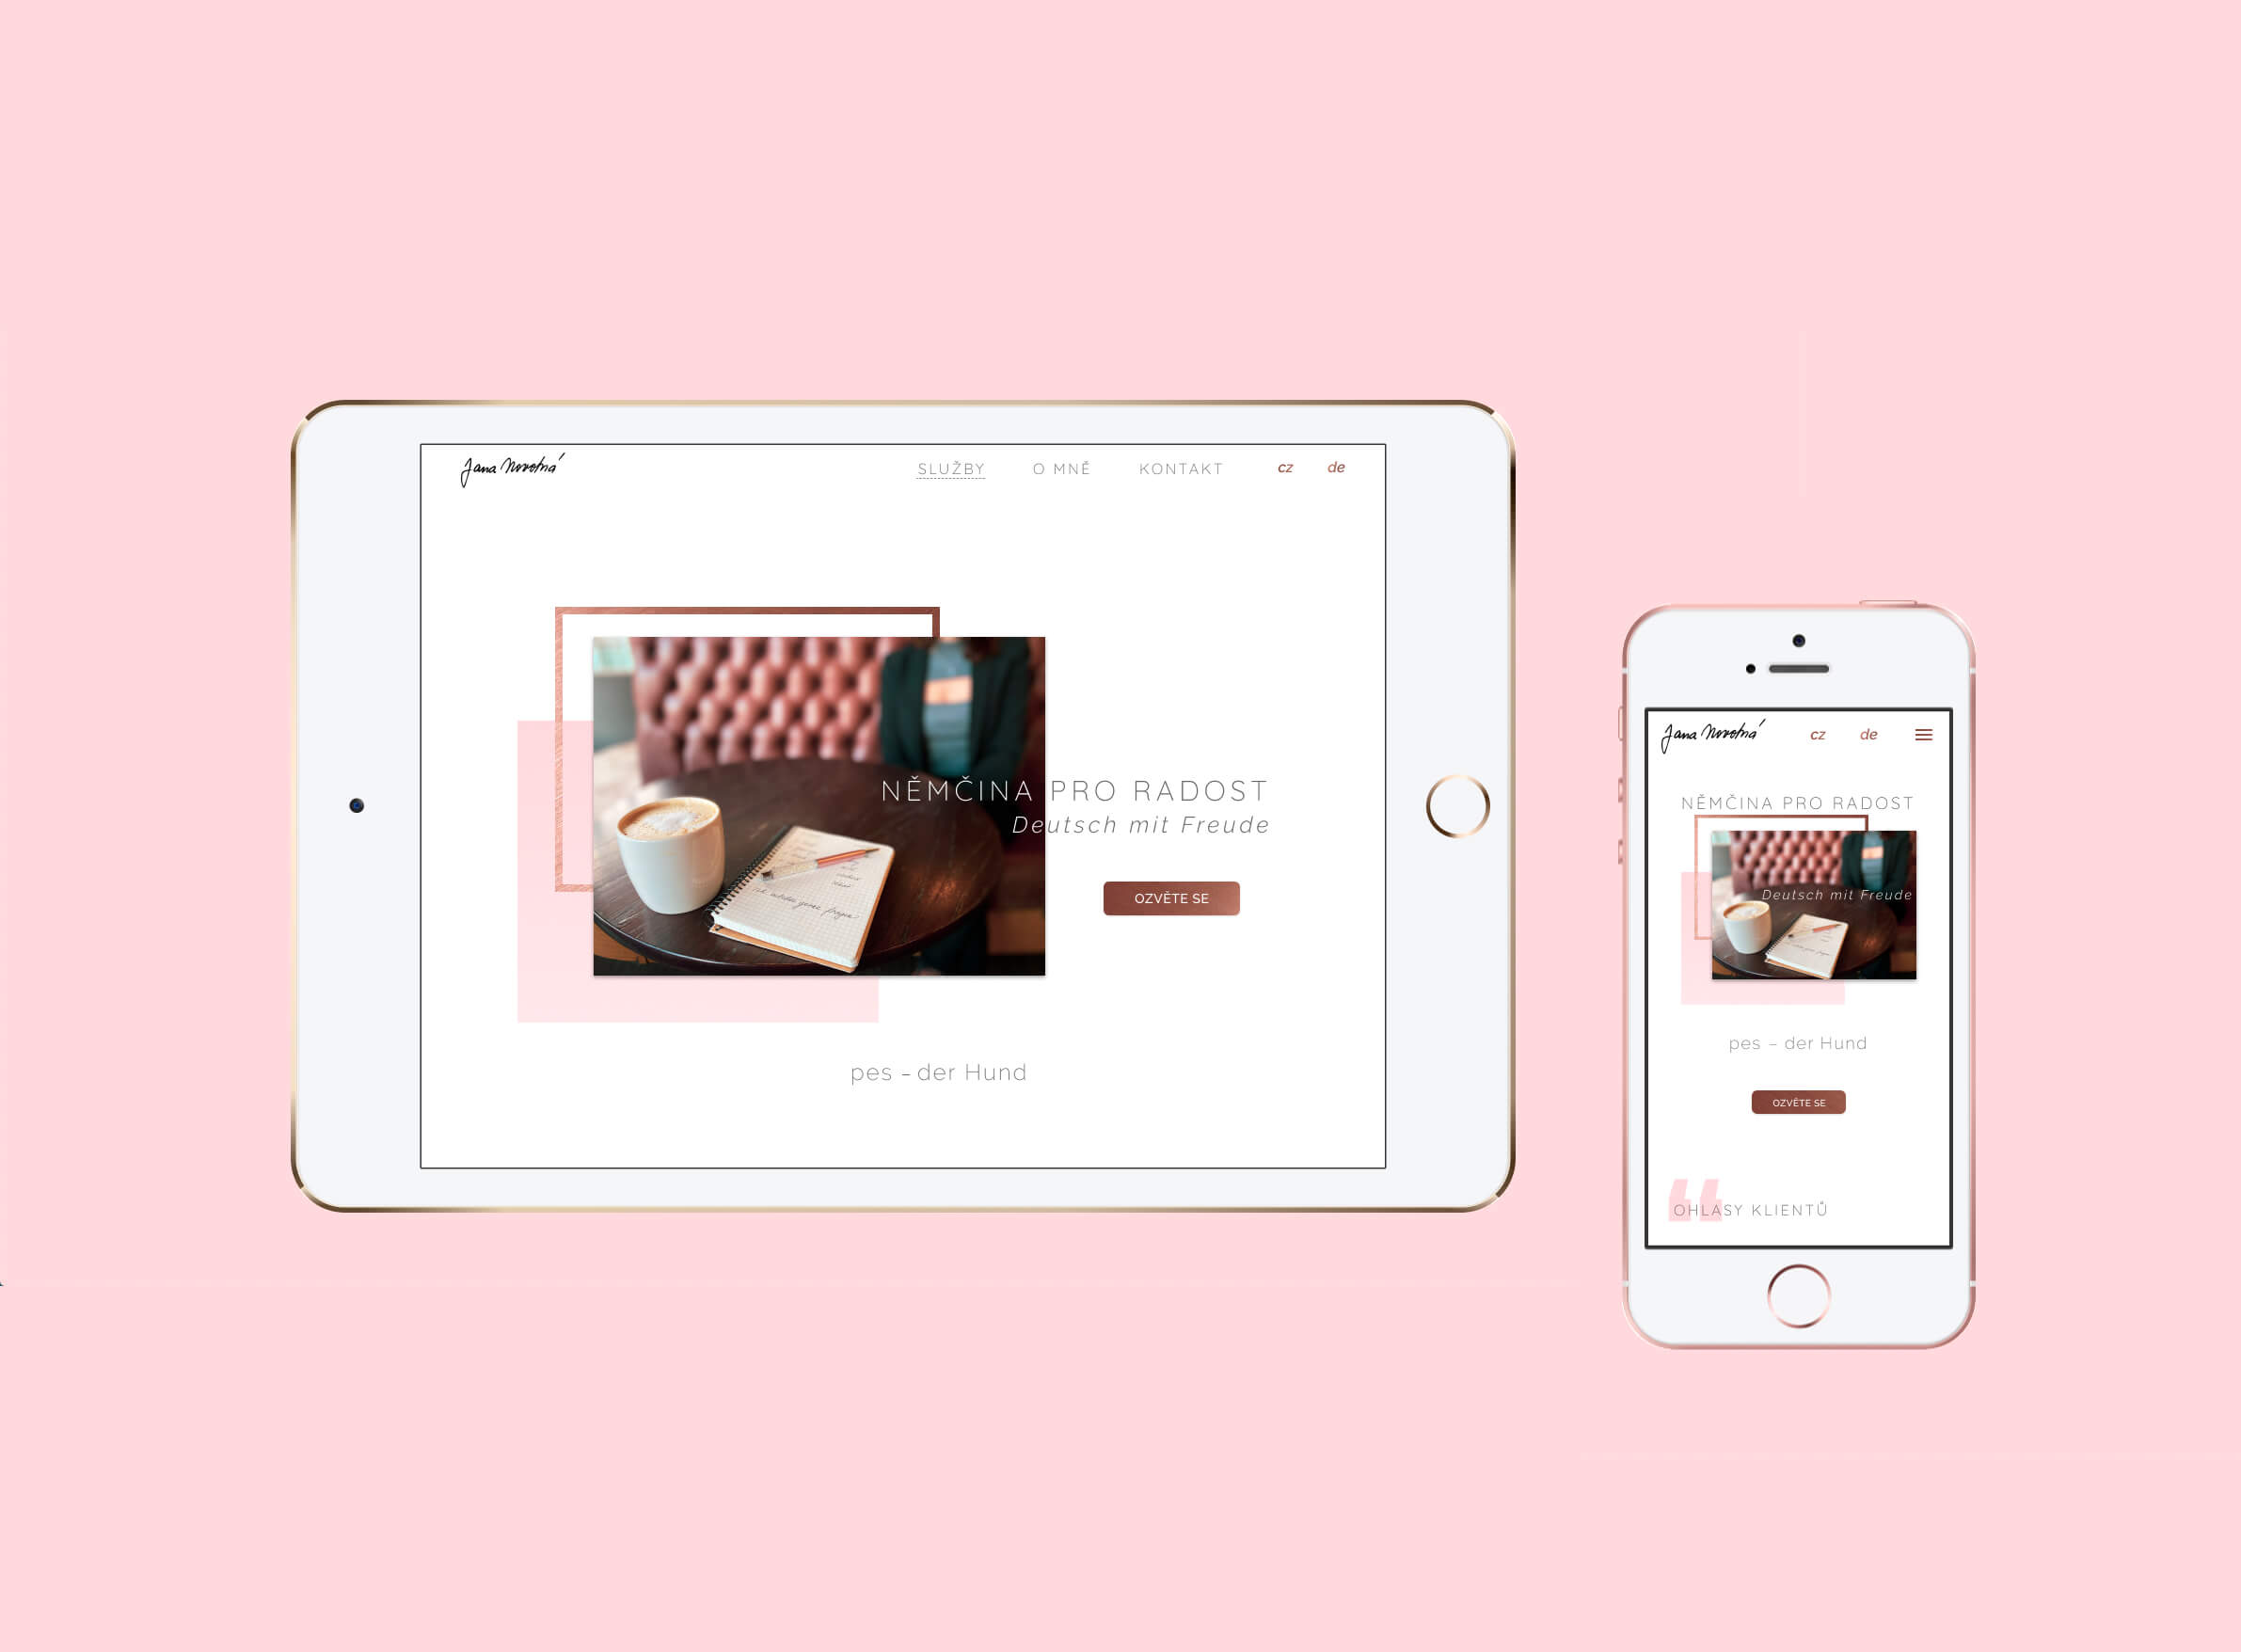 Jana Novotná
SLUŽBY O MNĚ KONTAKT cz de
NĚMČINA PRO RADOST
Deutsch mit Freude
OZVĚTE SE
pes – der Hund
Jana Novotná
cz de
NĚMČINA PRO RADOST
Deutsch mit Freude
pes – der Hund
OZVĚTE SE
“
OHLASY KLIENTŮ